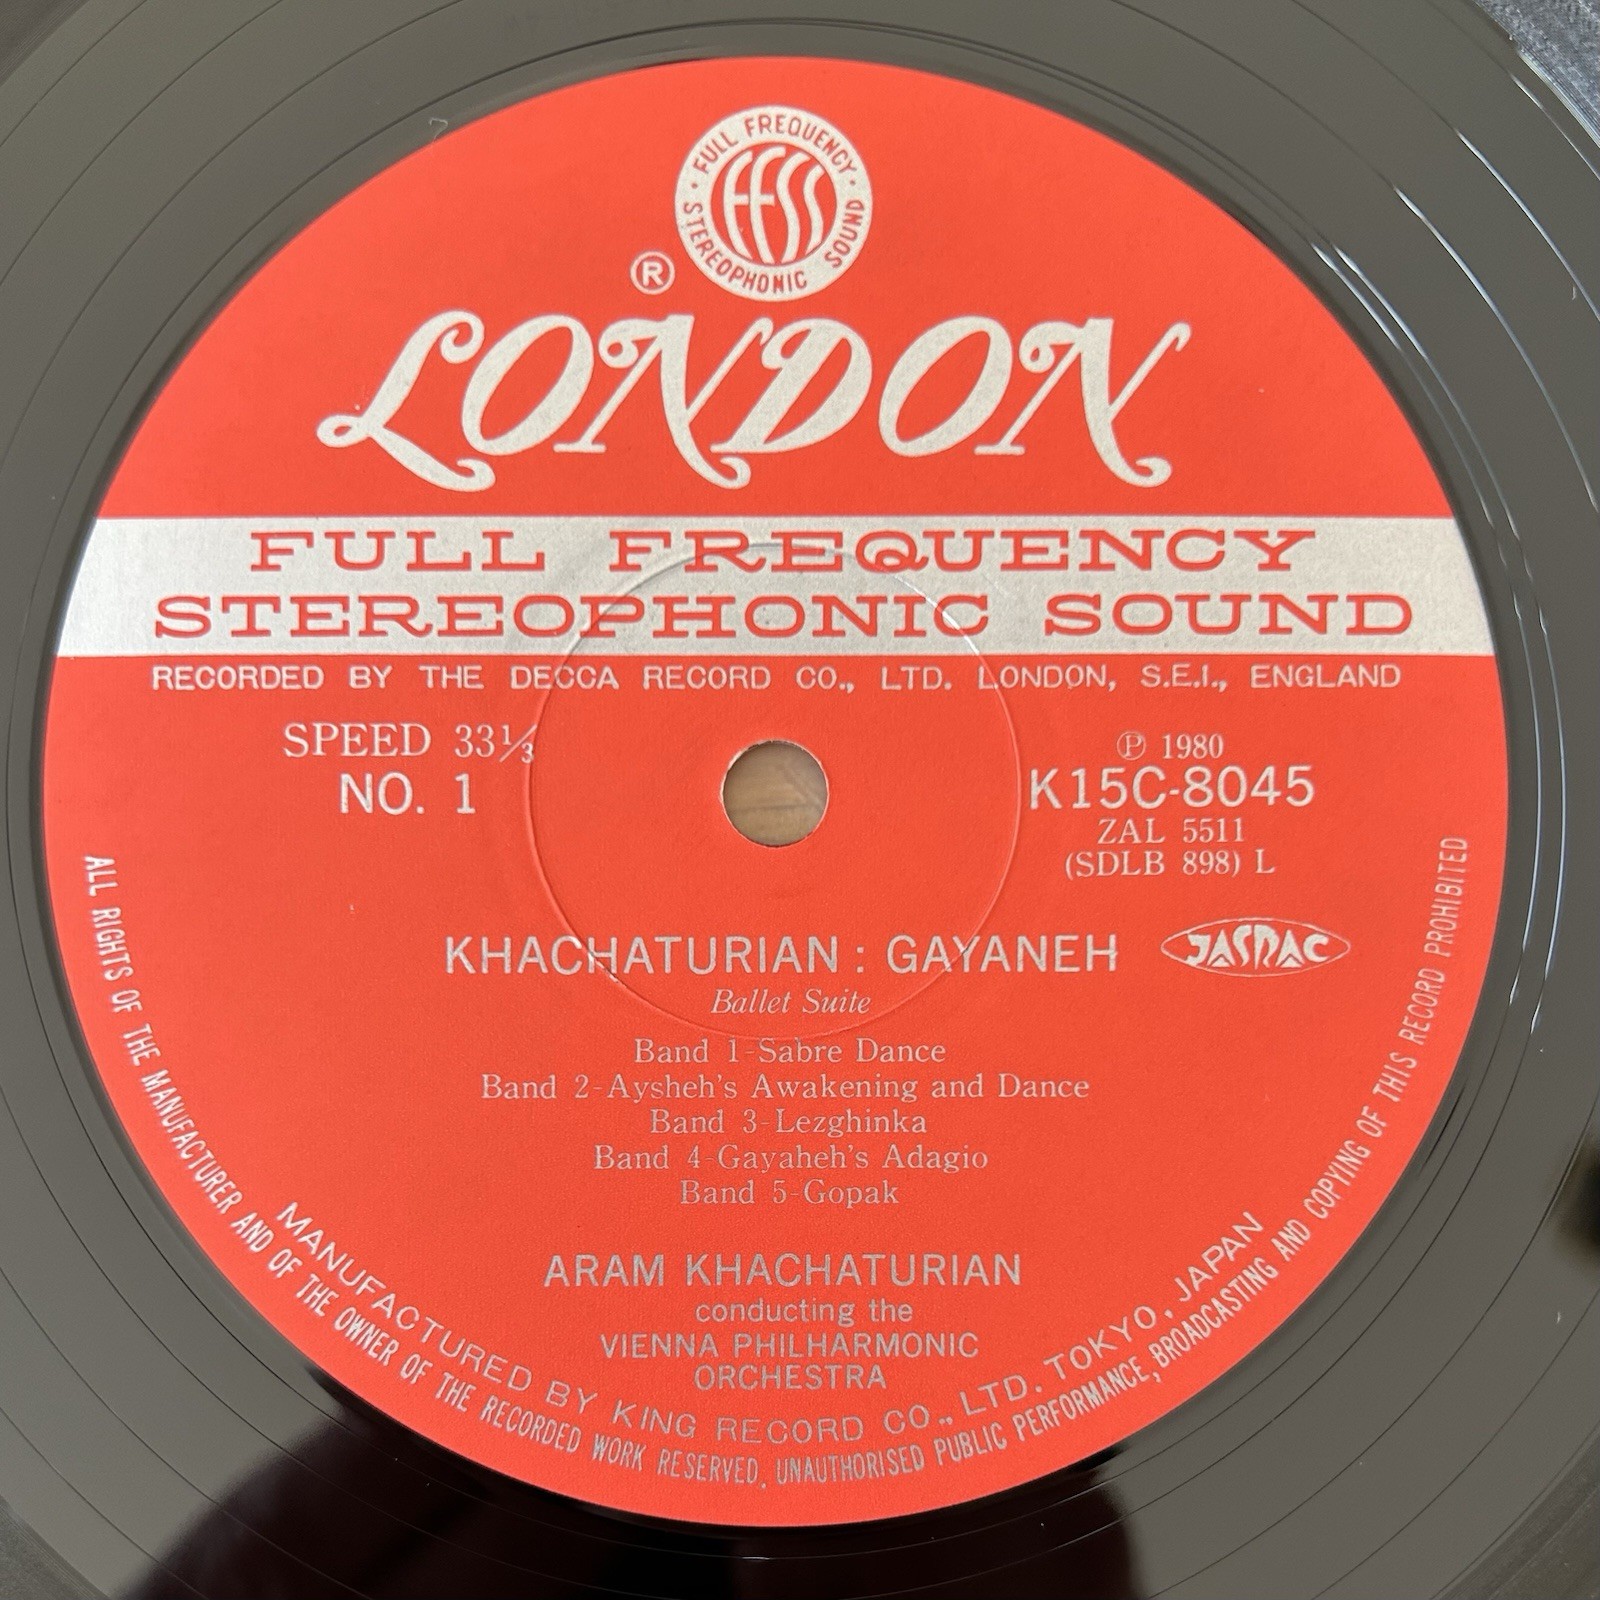 · FULL FREQUENCY ·
STEREOPHONIC SOUND
FFSS
®
LONDON
FULL FREQUENCY
STEREOPHONIC SOUND
RECORDED BY THE DECCA RECORD CO., LTD. LONDON, S.E.I., ENGLAND
SPEED 33⅓
NO. 1
℗ 1980
K15C-8045
ZAL 5511
(SDLB 898) L
KHACHATURIAN : GAYANEH
JASRAC
Ballet Suite
Band 1-Sabre Dance
Band 2-Aysheh's Awakening and Dance
Band 3-Lezghinka
Band 4-Gayaheh's Adagio
Band 5-Gopak
ARAM KHACHATURIAN
conducting the
VIENNA PHILHARMONIC
ORCHESTRA
MANUFACTURED BY KING RECORD CO., LTD. TOKYO, JAPAN
ALL RIGHTS OF THE MANUFACTURER AND OF THE OWNER OF THE RECORDED WORK RESERVED. UNAUTHORISED PUBLIC PERFORMANCE, BROADCASTING AND COPYING OF THIS RECORD PROHIBITED